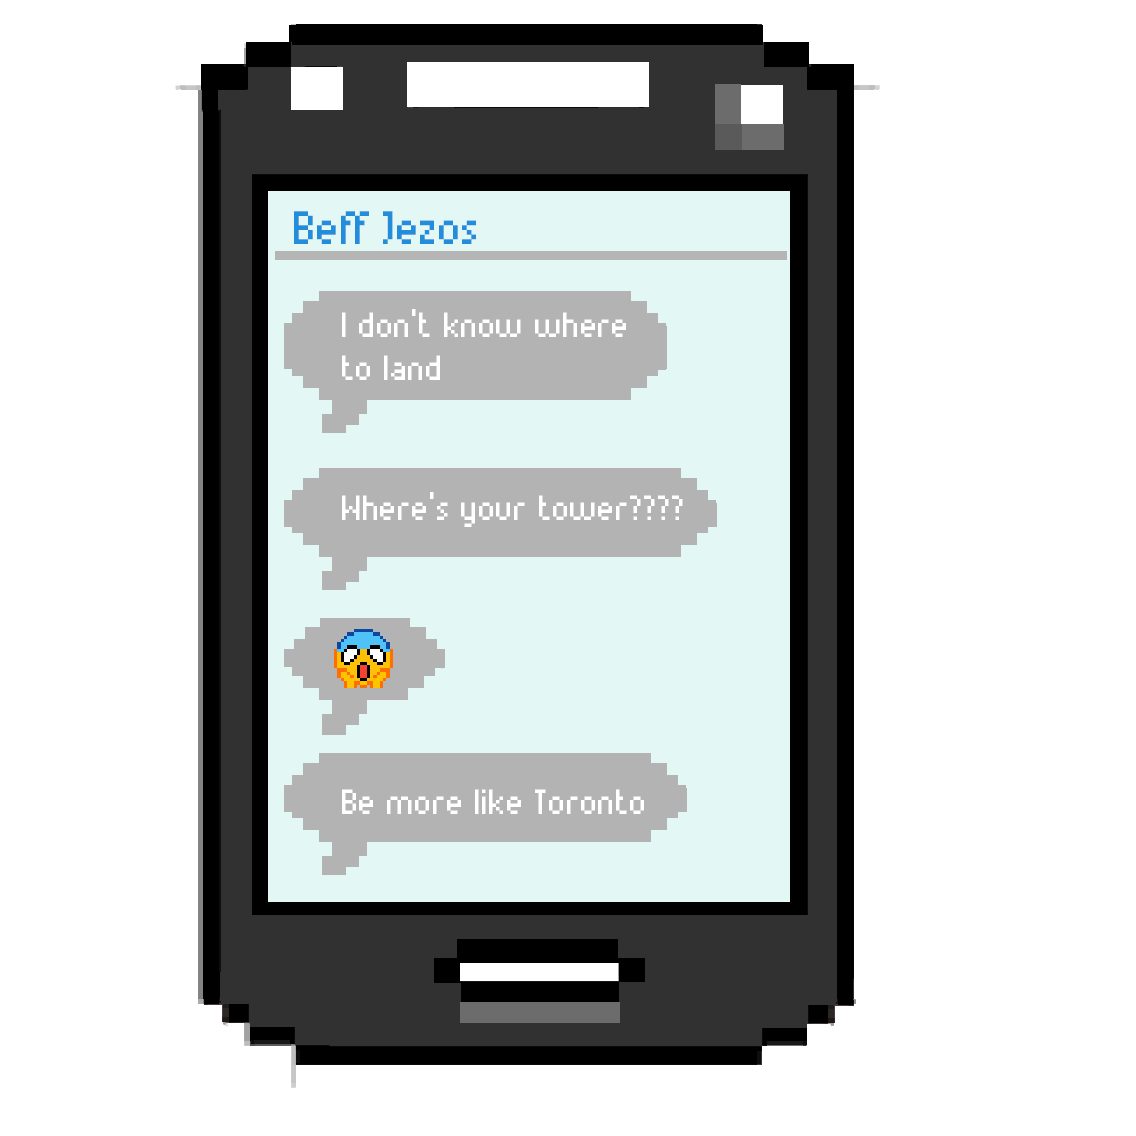 Beff Jezos
I don't know where
to land
Where's your tower????
😱
Be more like Toronto